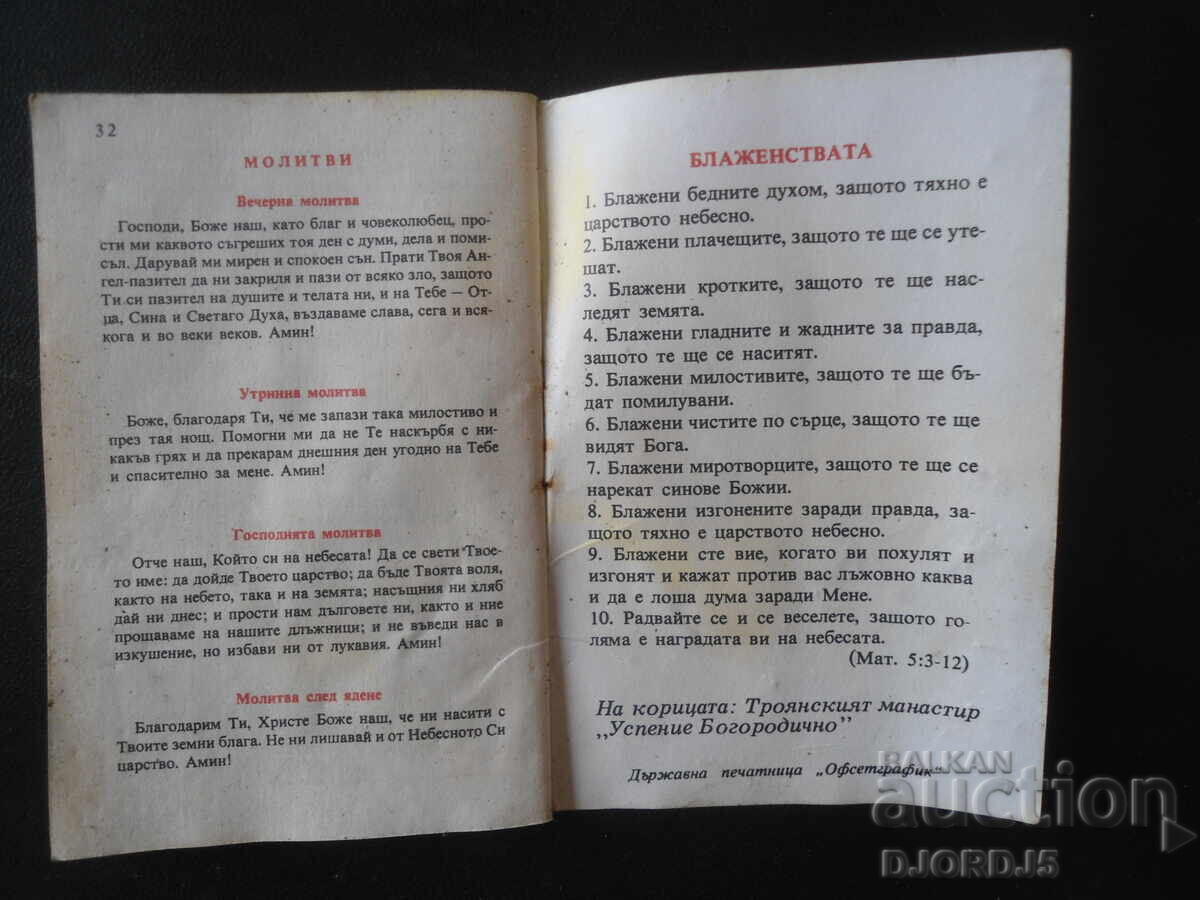 32
МОЛИТВИ
Вечерна молитва
Господи, Боже наш, като благ и човеколюбец, про-
сти ми каквото съгреших тоя ден с думи, дела и поми-
съл. Дарувай ми мирен и спокоен сън. Прати Твоя Ан-
гел-пазител да ни закриля и пази от всяко зло, защото
Ти си пазител на душите и телата ни, и на Тебе — От-
ца, Сина и Светаго Духа, въздаваме слава, сега и вся-
кога и во веки веков. Амин!
Утринна молитва
Боже, благодаря Ти, че ме запази така милостиво и
през тая нощ. Помогни ми да не Те наскърбя с ни-
какъв грях и да прекарам днешния ден угодно на Тебе
и спасително за мене. Амин!
Господнята молитва
Отче наш, Който си на небесата! Да се свети Твое-
то име: да дойде Твоето царство; да бъде Твоята воля,
както на небето, така и на земята; насъщния ни хляб
дай ни днес; и прости нам дълговете ни, както и ние
прощаваме на нашите длъжници; и не въведи нас в
изкушение, но избави ни от лукавия. Амин!
Молитва след ядене
Благодарим Ти, Христе Боже наш, че ни насити с
Твоите земни блага. Не ни лишавай и от Небесното Си
царство. Амин!
БЛАЖЕНСТВАТА
1. Блажени бедните духом, защото тяхно е
царството небесно.
2. Блажени плачещите, защото те ще се уте-
шат.
3. Блажени кротките, защото те ще нас-
ледят земята.
4. Блажени гладните и жадните за правда,
защото те ще се наситят.
5. Блажени милостивите, защото те ще бъ-
дат помилувани.
6. Блажени чистите по сърце, защото те ще
видят Бога.
7. Блажени миротворците, защото те ще се
нарекат синове Божии.
8. Блажени изгонените заради правда, за-
щото тяхно е царството небесно.
9. Блажени сте вие, когато ви похулят и
изгонят и кажат против вас лъжовно каква
и да е лоша дума заради Мене.
10. Радвайте се и се веселете, защото го-
ляма е наградата ви на небесата.
(Мат. 5:3-12)
На корицата: Троянският манастир
„Успение Богородично”
Държавна печатница „Офсетграфик“
BALKAN
auction
DJORDJ5